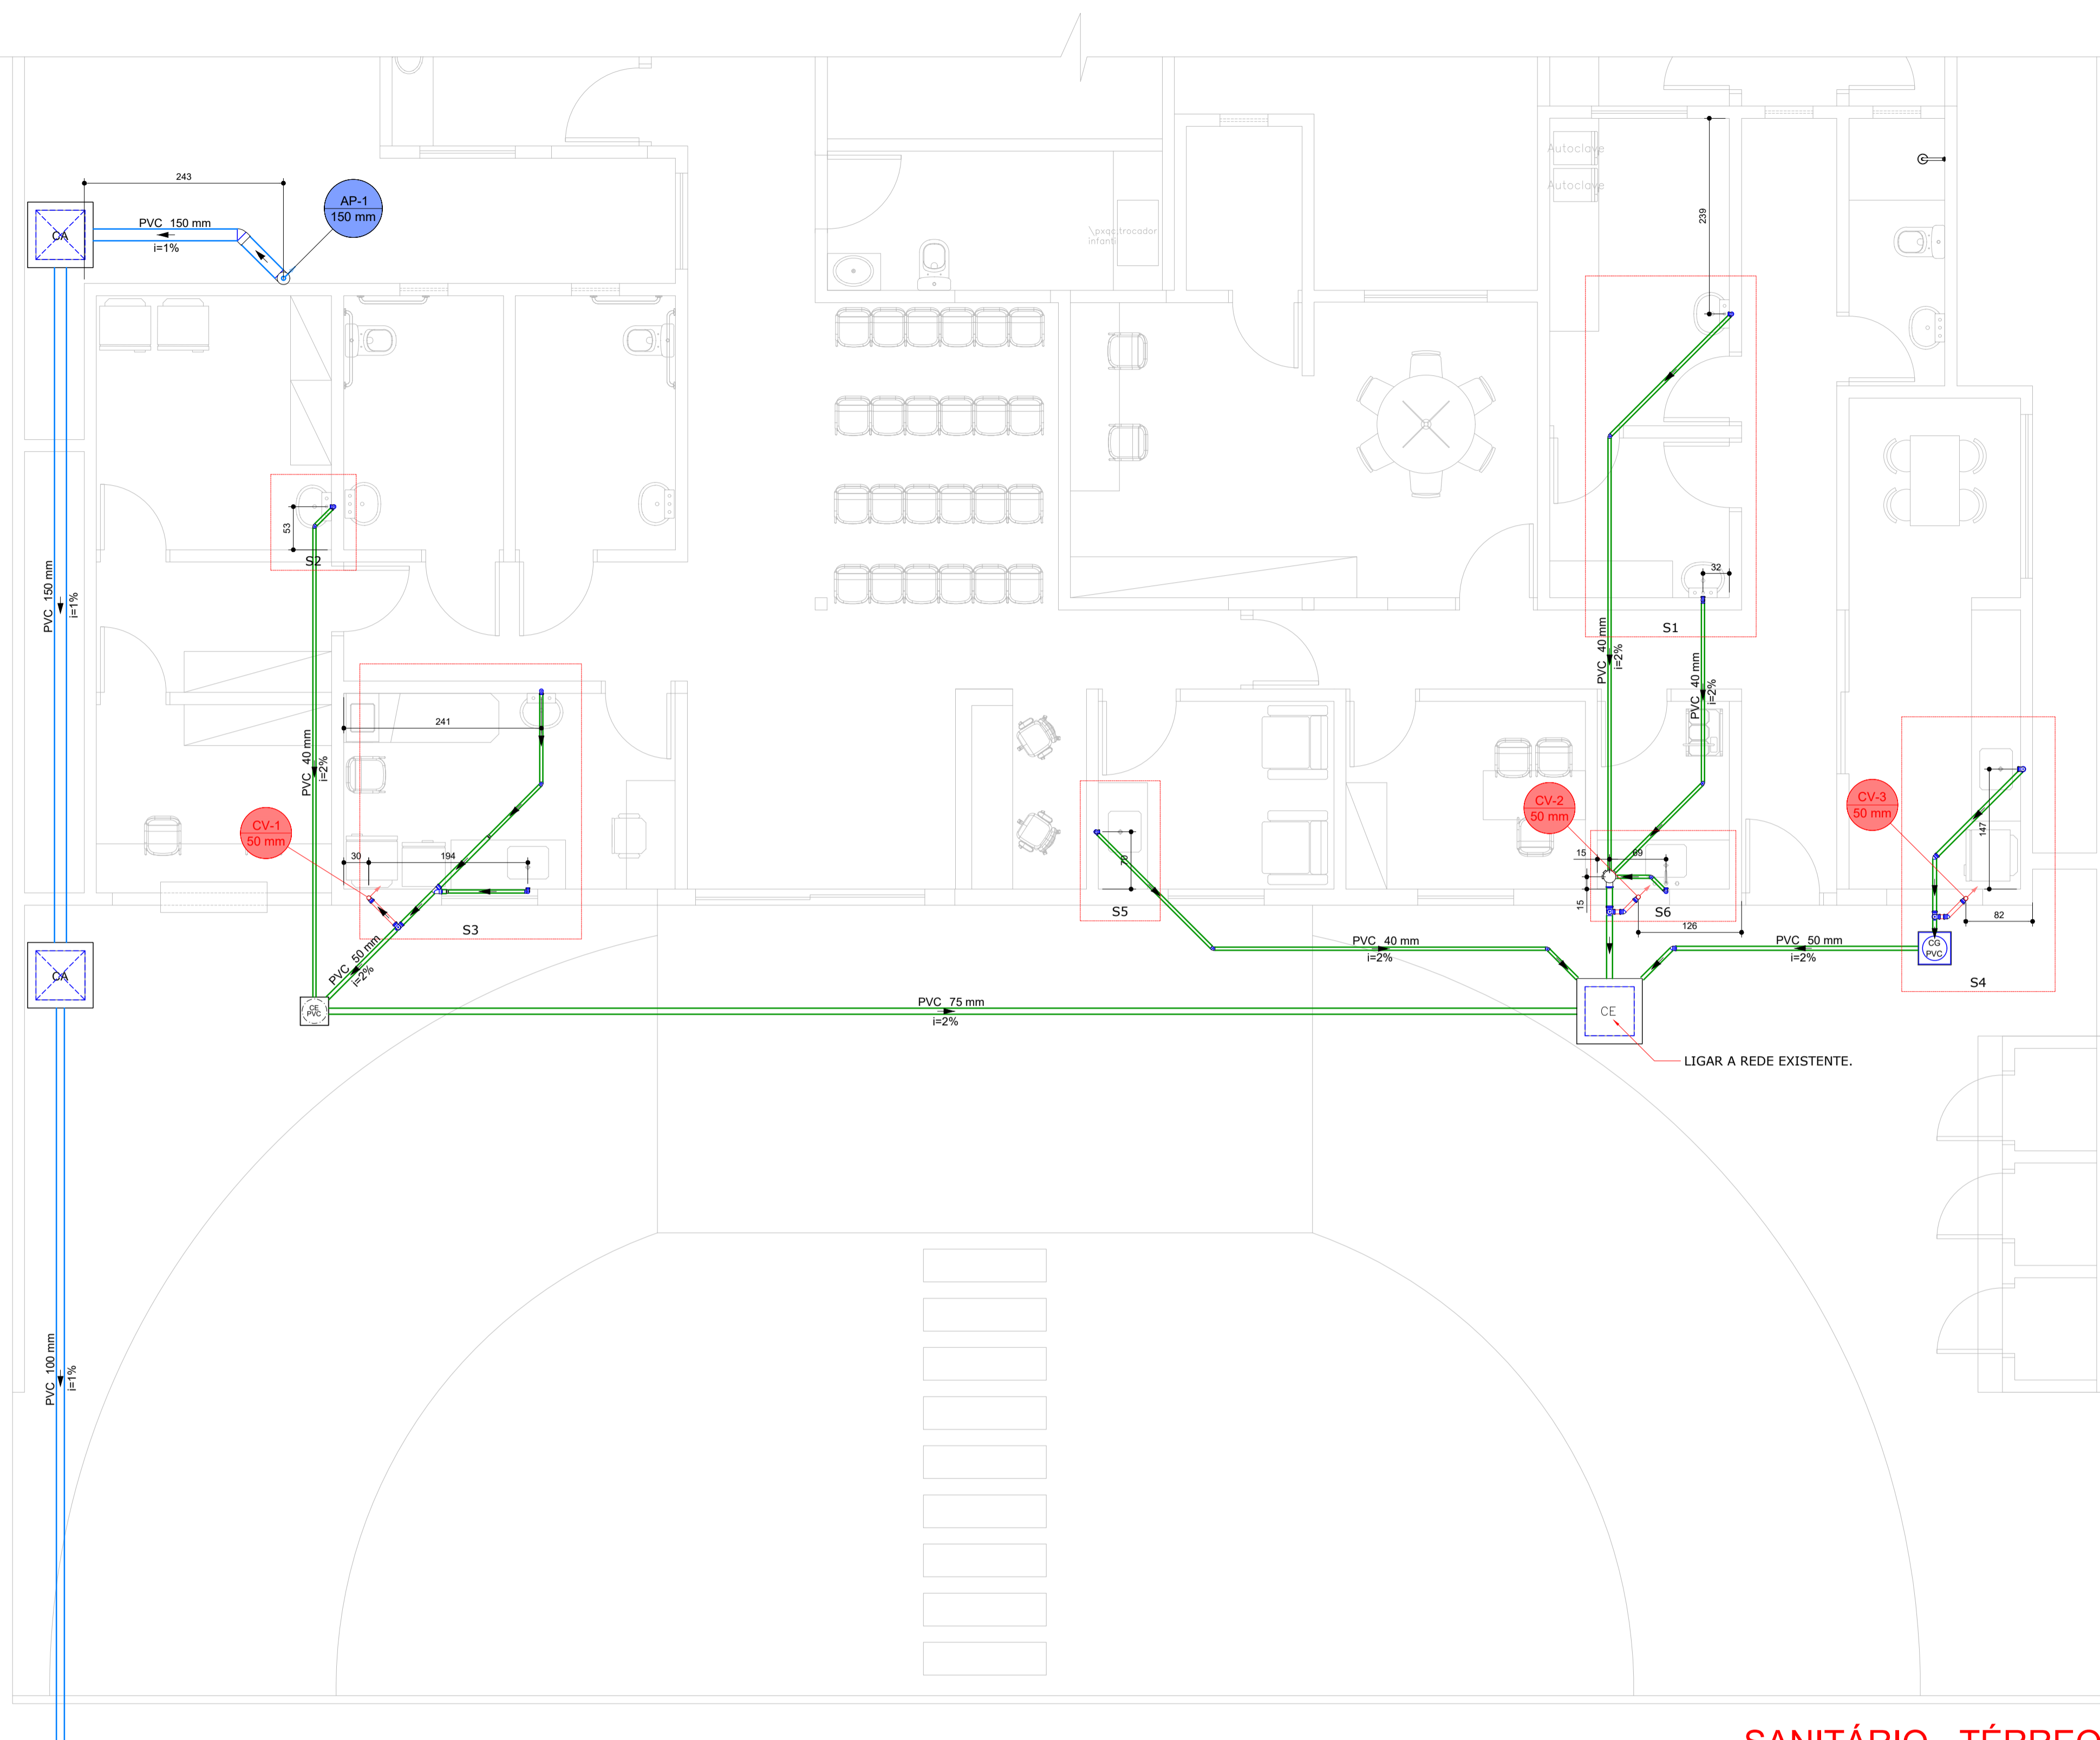 Autoclave
Autoclave
243
AP-1
150 mm
PVC 150 mm
i=1%
CA
239
\pxqc;trocador
infantil
53
S2
PVC 150 mm
i=1%
32
S1
PVC 40 mm
i=2%
PVC 40 mm
i=2%
241
PVC 40 mm
i=2%
CV-1
50 mm
30
194
S3
70
S5
CV-2
50 mm
15
69
15
S6
126
CV-3
50 mm
147
82
CG
PVC
S4
PVC 50 mm
i=2%
PVC 40 mm
i=2%
PVC 50 mm
i=2%
CA
CE
PVC
PVC 75 mm
i=2%
CE
LIGAR A REDE EXISTENTE.
PVC 100 mm
i=1%
SANITÁRIO - TÉRREO